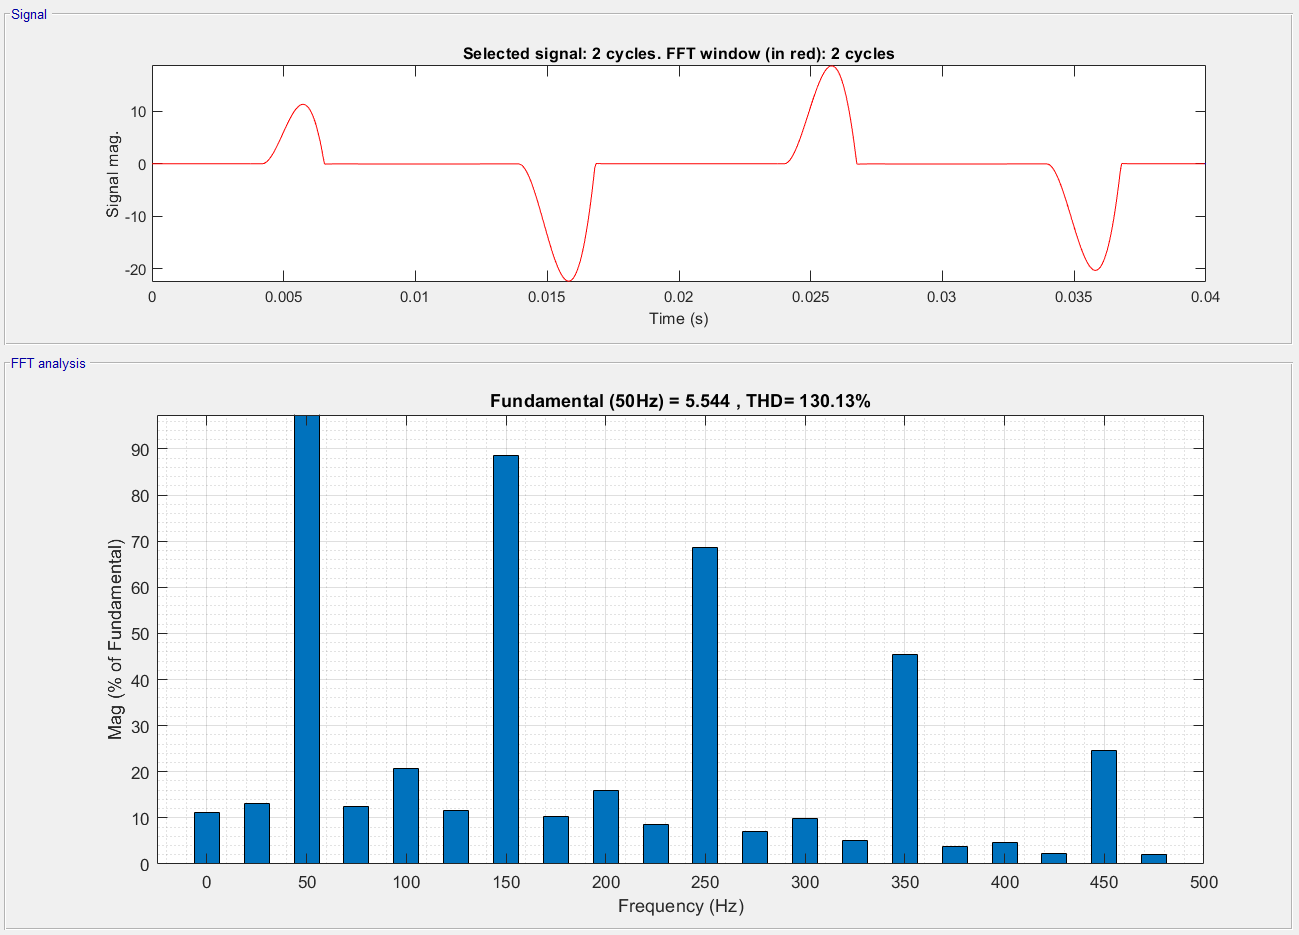 Signal
Selected signal: 2 cycles. FFT window (in red): 2 cycles
10
0
-10
-20
Signal mag.
0 0.005 0.01 0.015 0.02 0.025 0.03 0.035 0.04
Time (s)
FFT analysis
Fundamental (50Hz) = 5.544 , THD= 130.13%
90
80
70
60
50
40
30
20
10
0
Mag (% of Fundamental)
0 50 100 150 200 250 300 350 400 450 500
Frequency (Hz)